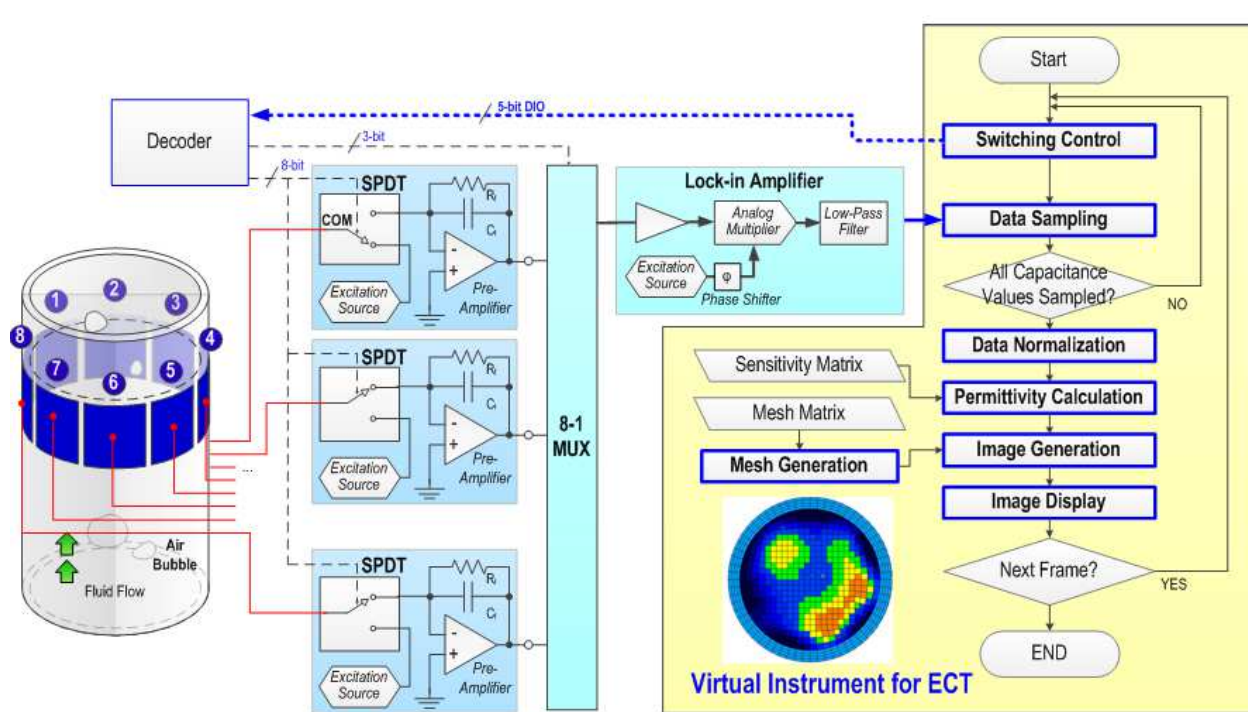 Decoder
5-bit DIO
3-bit
8-bit
SPDT
COM
Rf
Cf
-
+
Excitation
Source
Pre-
Amplifier
SPDT
Rf
Cf
-
+
Excitation
Source
Pre-
Amplifier
SPDT
Rf
Cf
-
+
Excitation
Source
Pre-
Amplifier
1
2
3
4
5
6
7
8
...
Air
Bubble
Fluid Flow
8-1
MUX
Lock-in Amplifier
Analog
Multiplier
Low-Pass
Filter
Excitation
Source
φ
Phase Shifter
Start
Switching Control
Data Sampling
All Capacitance
Values Sampled?
NO
Data Normalization
Sensitivity Matrix
Permittivity Calculation
Mesh Matrix
Mesh Generation
Image Generation
Image Display
Next Frame?
YES
END
Virtual Instrument for ECT